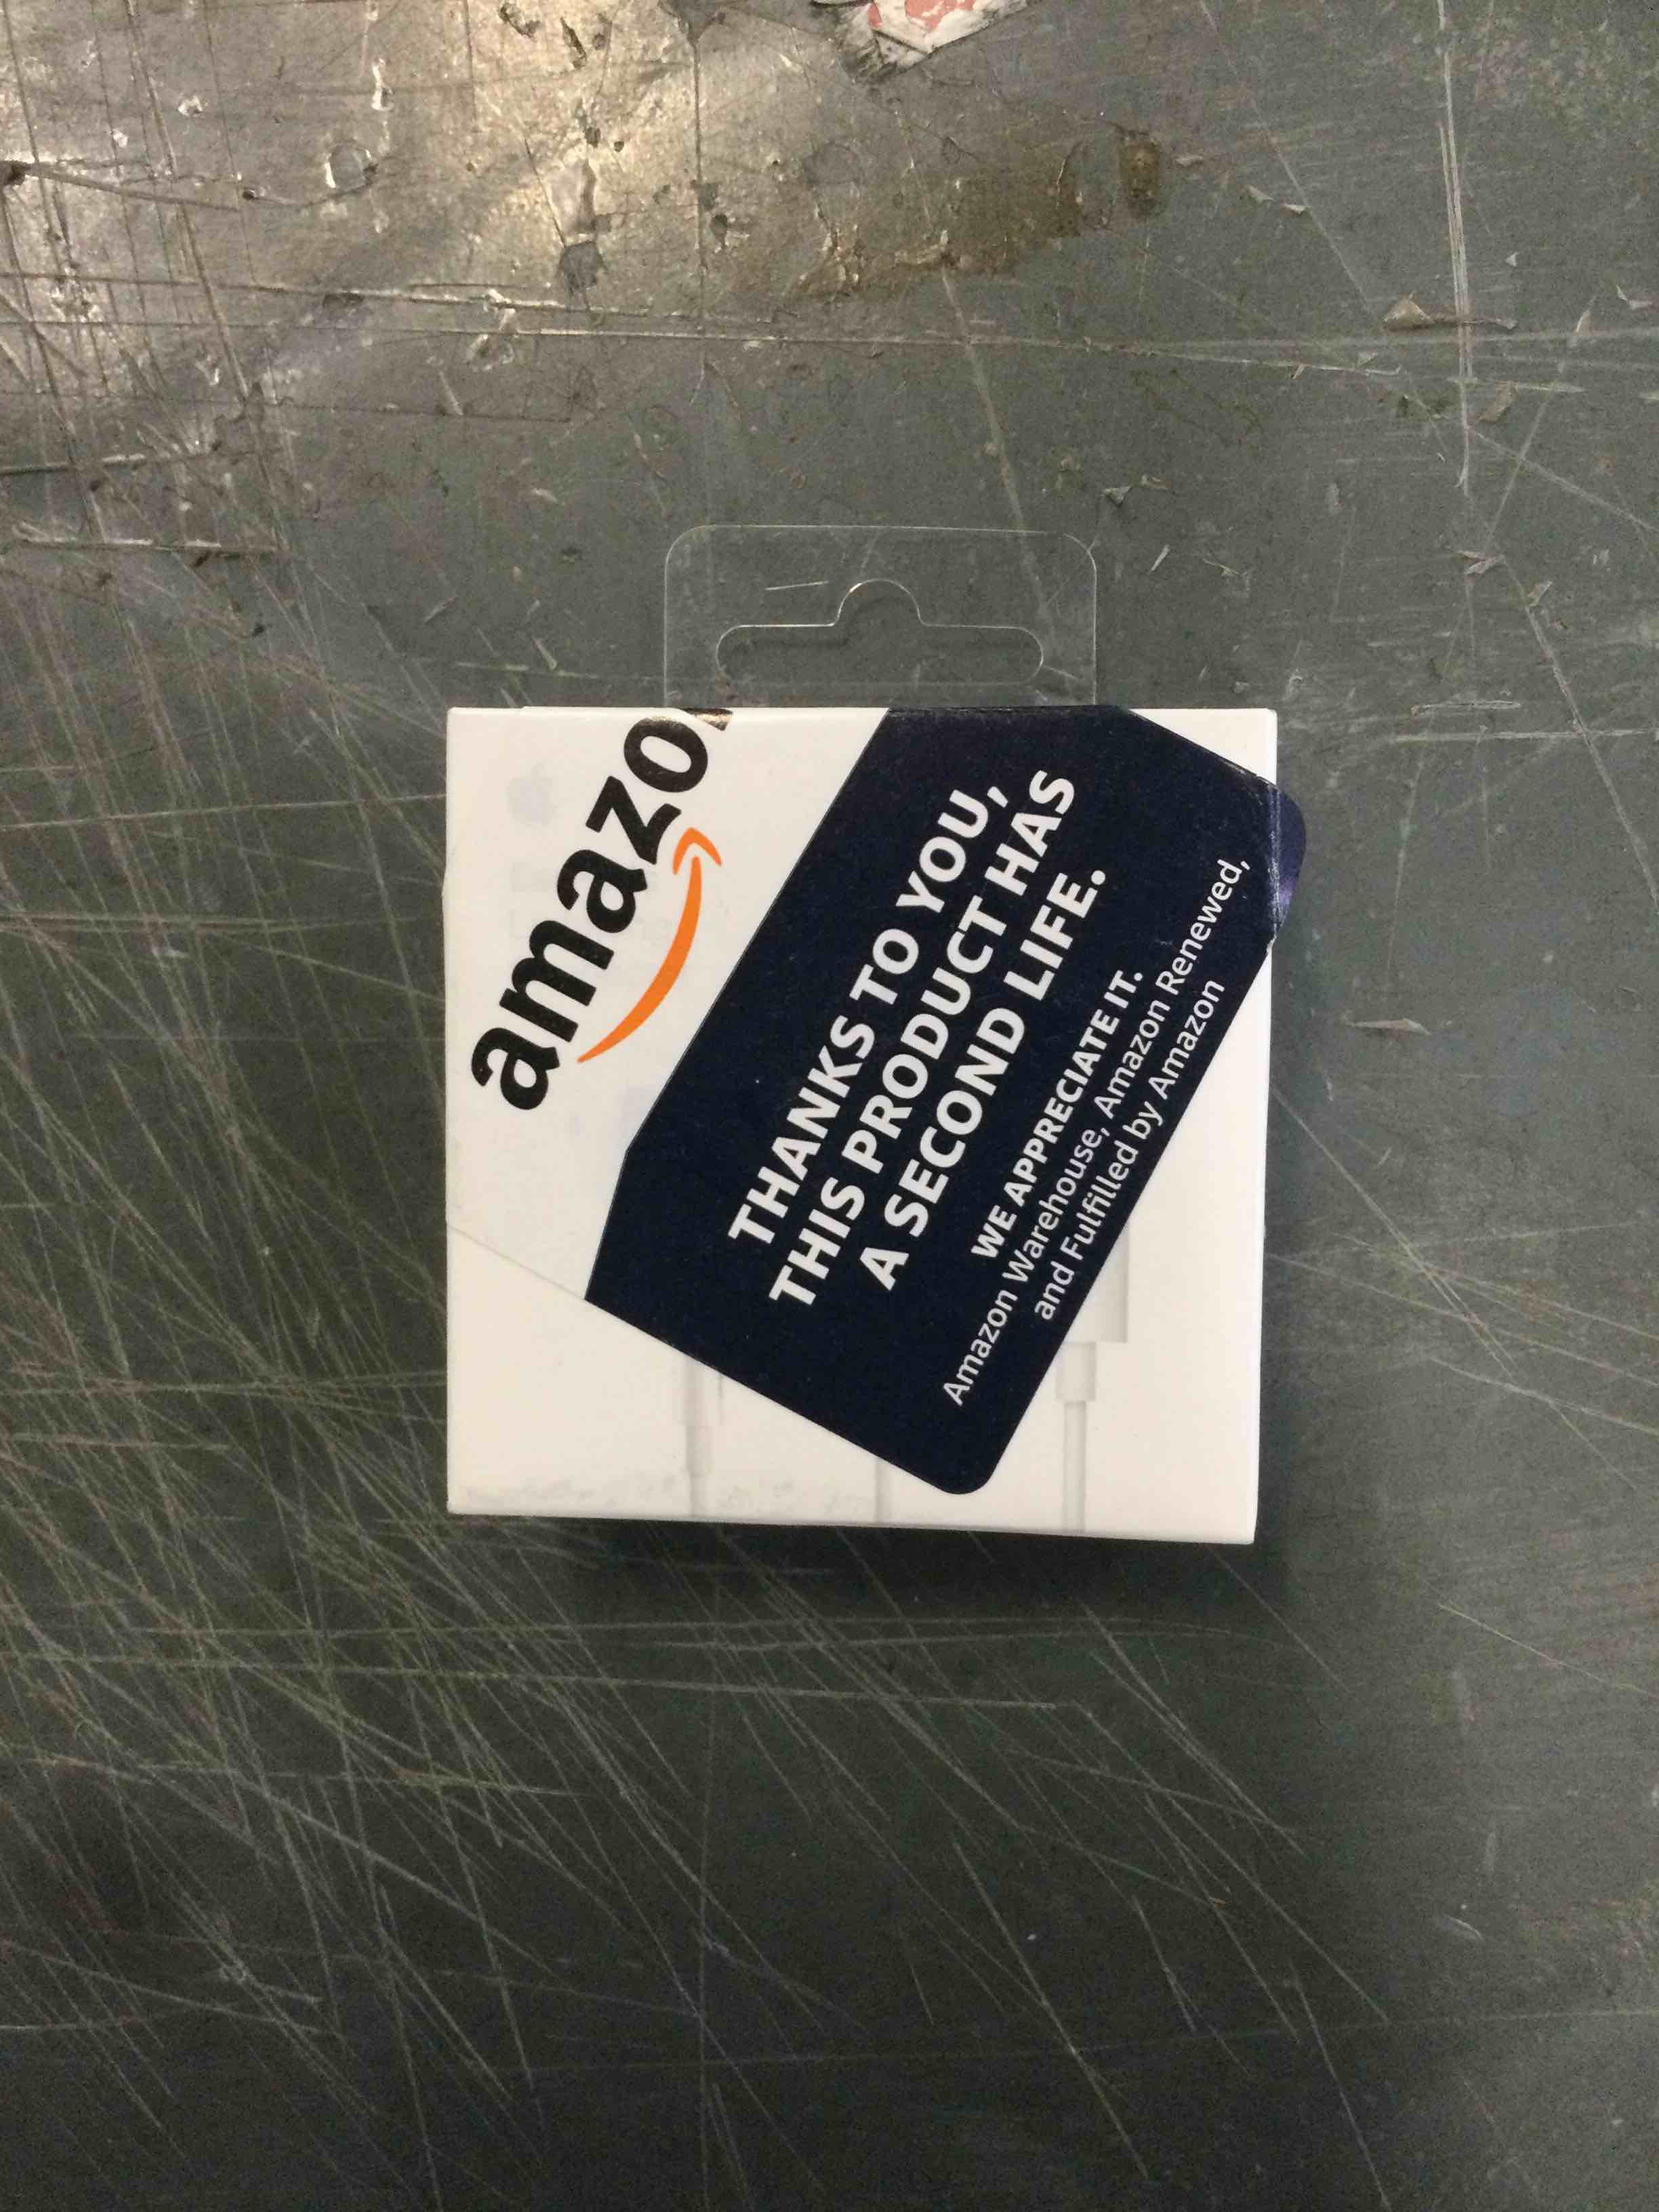 amazo
THANKS TO YOU,
THIS PRODUCT HAS
A SECOND LIFE.
WE APPRECIATE IT.
Amazon Warehouse, Amazon Renewed,
and Fulfilled by Amazon